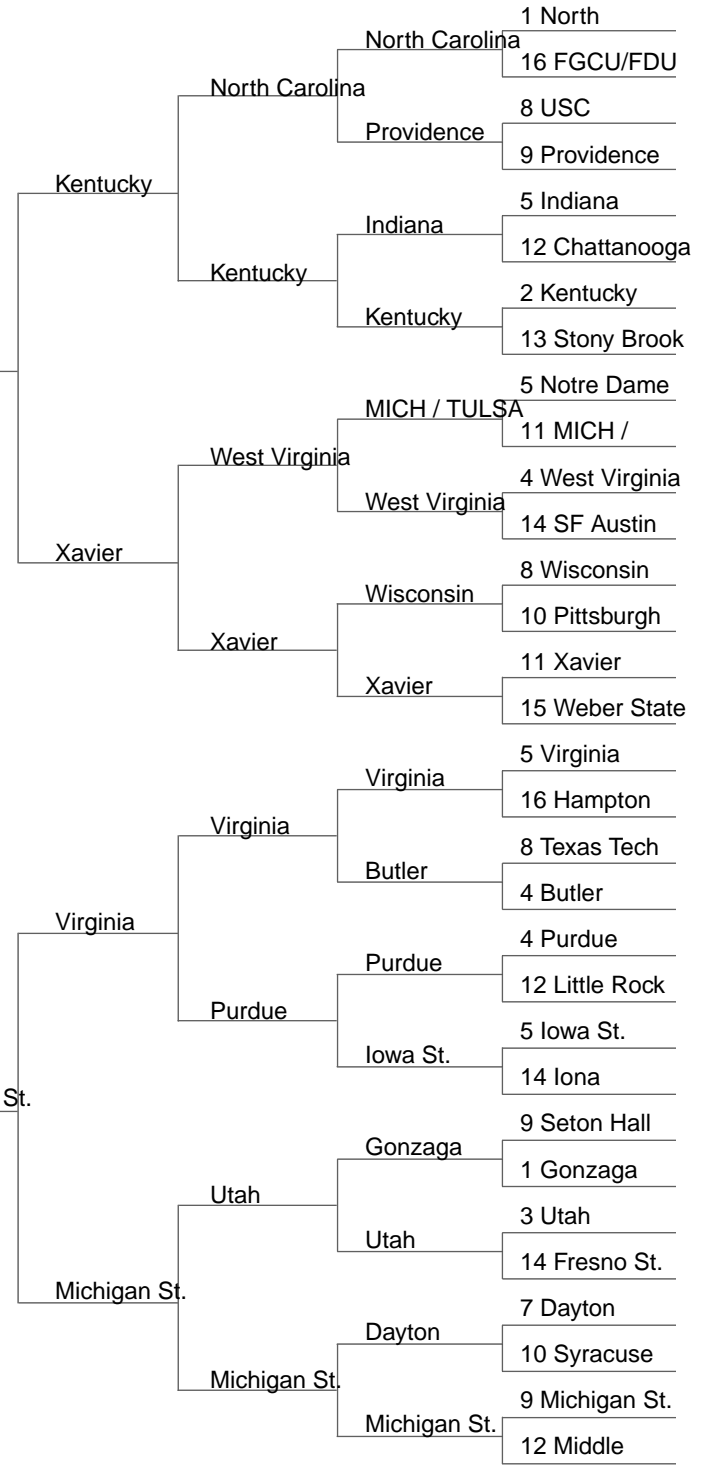 1 North
North Carolina
16 FGCU/FDU
North Carolina
8 USC
Providence
9 Providence
Kentucky
5 Indiana
Indiana
12 Chattanooga
Kentucky
2 Kentucky
Kentucky
13 Stony Brook
5 Notre Dame
MICH / TULSA
11 MICH /
West Virginia
4 West Virginia
West Virginia
14 SF Austin
Xavier
8 Wisconsin
Wisconsin
10 Pittsburgh
Xavier
11 Xavier
Xavier
15 Weber State
5 Virginia
Virginia
16 Hampton
Virginia
8 Texas Tech
Butler
4 Butler
Virginia
4 Purdue
Purdue
12 Little Rock
Purdue
5 Iowa St.
Iowa St.
14 Iona
St.
9 Seton Hall
Gonzaga
1 Gonzaga
Utah
3 Utah
Utah
14 Fresno St.
Michigan St.
7 Dayton
Dayton
10 Syracuse
Michigan St.
9 Michigan St.
Michigan St.
12 Middle